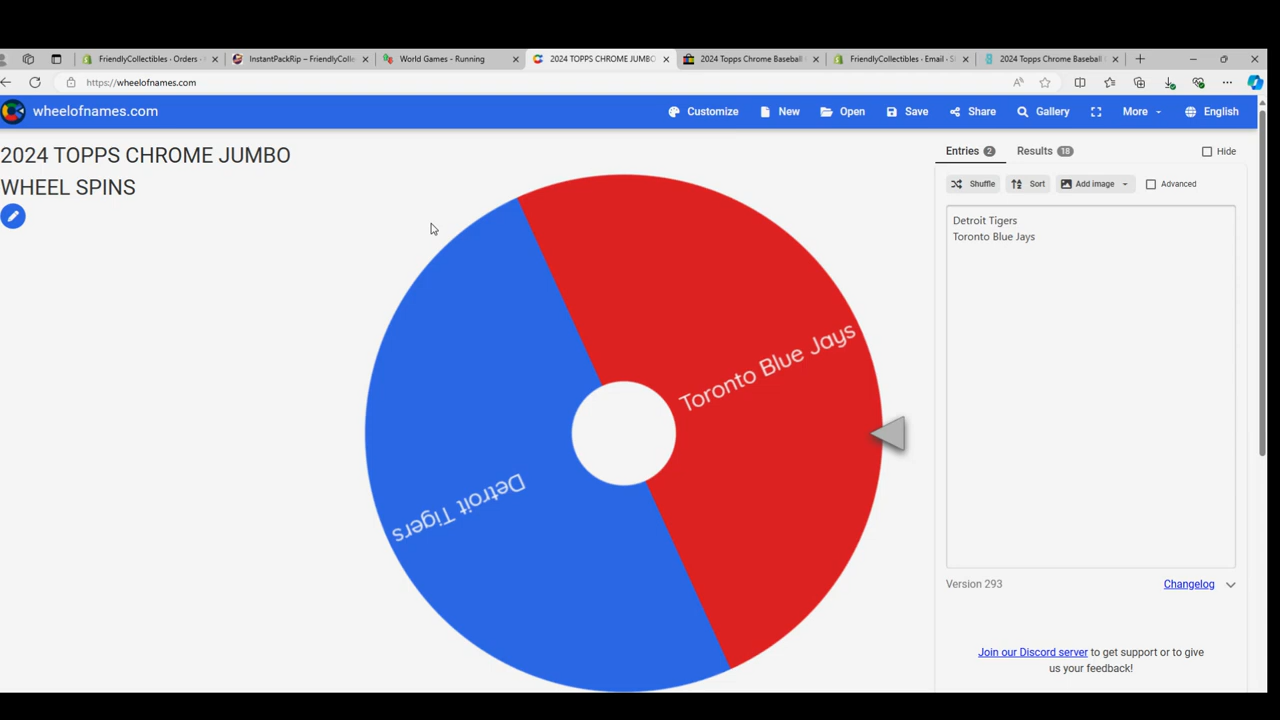 FriendlyCollectibles - Orders
InstantPackRip – FriendlyColle
World Games - Running
2024 TOPPS CHROME JUMBO
2024 Topps Chrome Baseball
FriendlyCollectibles - Email - S
2024 Topps Chrome Baseball
https://wheelofnames.com
wheelofnames.com
Customize
New
Open
Save
Share
Gallery
More
English
2024 TOPPS CHROME JUMBO
WHEEL SPINS
Entries 2
Results 18
Hide
Shuffle
Sort
Add image
Advanced
Detroit Tigers
Toronto Blue Jays
Toronto Blue Jays
Detroit Tigers
Version 293
Changelog
Join our Discord server to get support or to give
us your feedback!